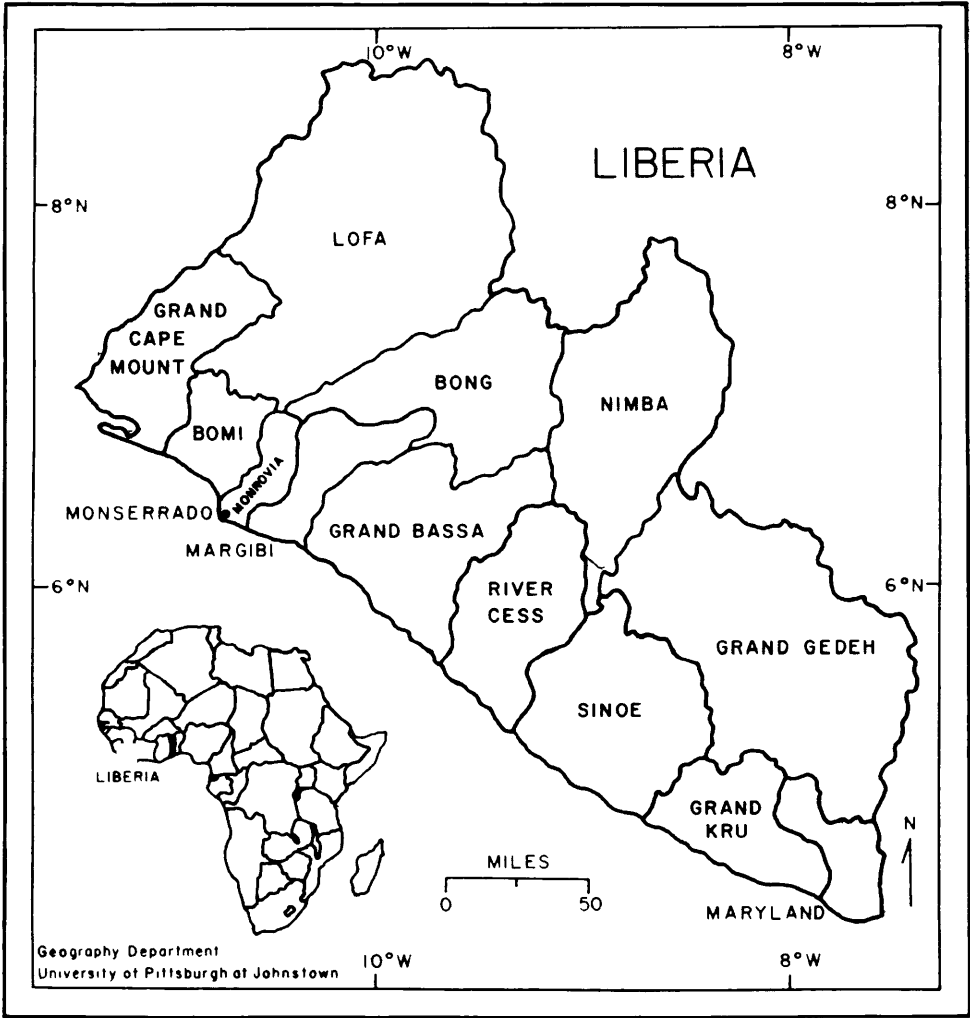 10°W
8°W
LIBERIA
8°N
8°N
LOFA
GRAND
CAPE
MOUNT
BONG
NIMBA
BOMI
MONROVIA
MONSERRADO
GRAND BASSA
MARGIBI
6°N
6°N
RIVER
CESS
GRAND GEDEH
SINOE
LIBERIA
GRAND
KRU
N
MILES
0
50
MARYLAND
Geography Department
University of Pittsburgh at Johnstown
10°W
8°W